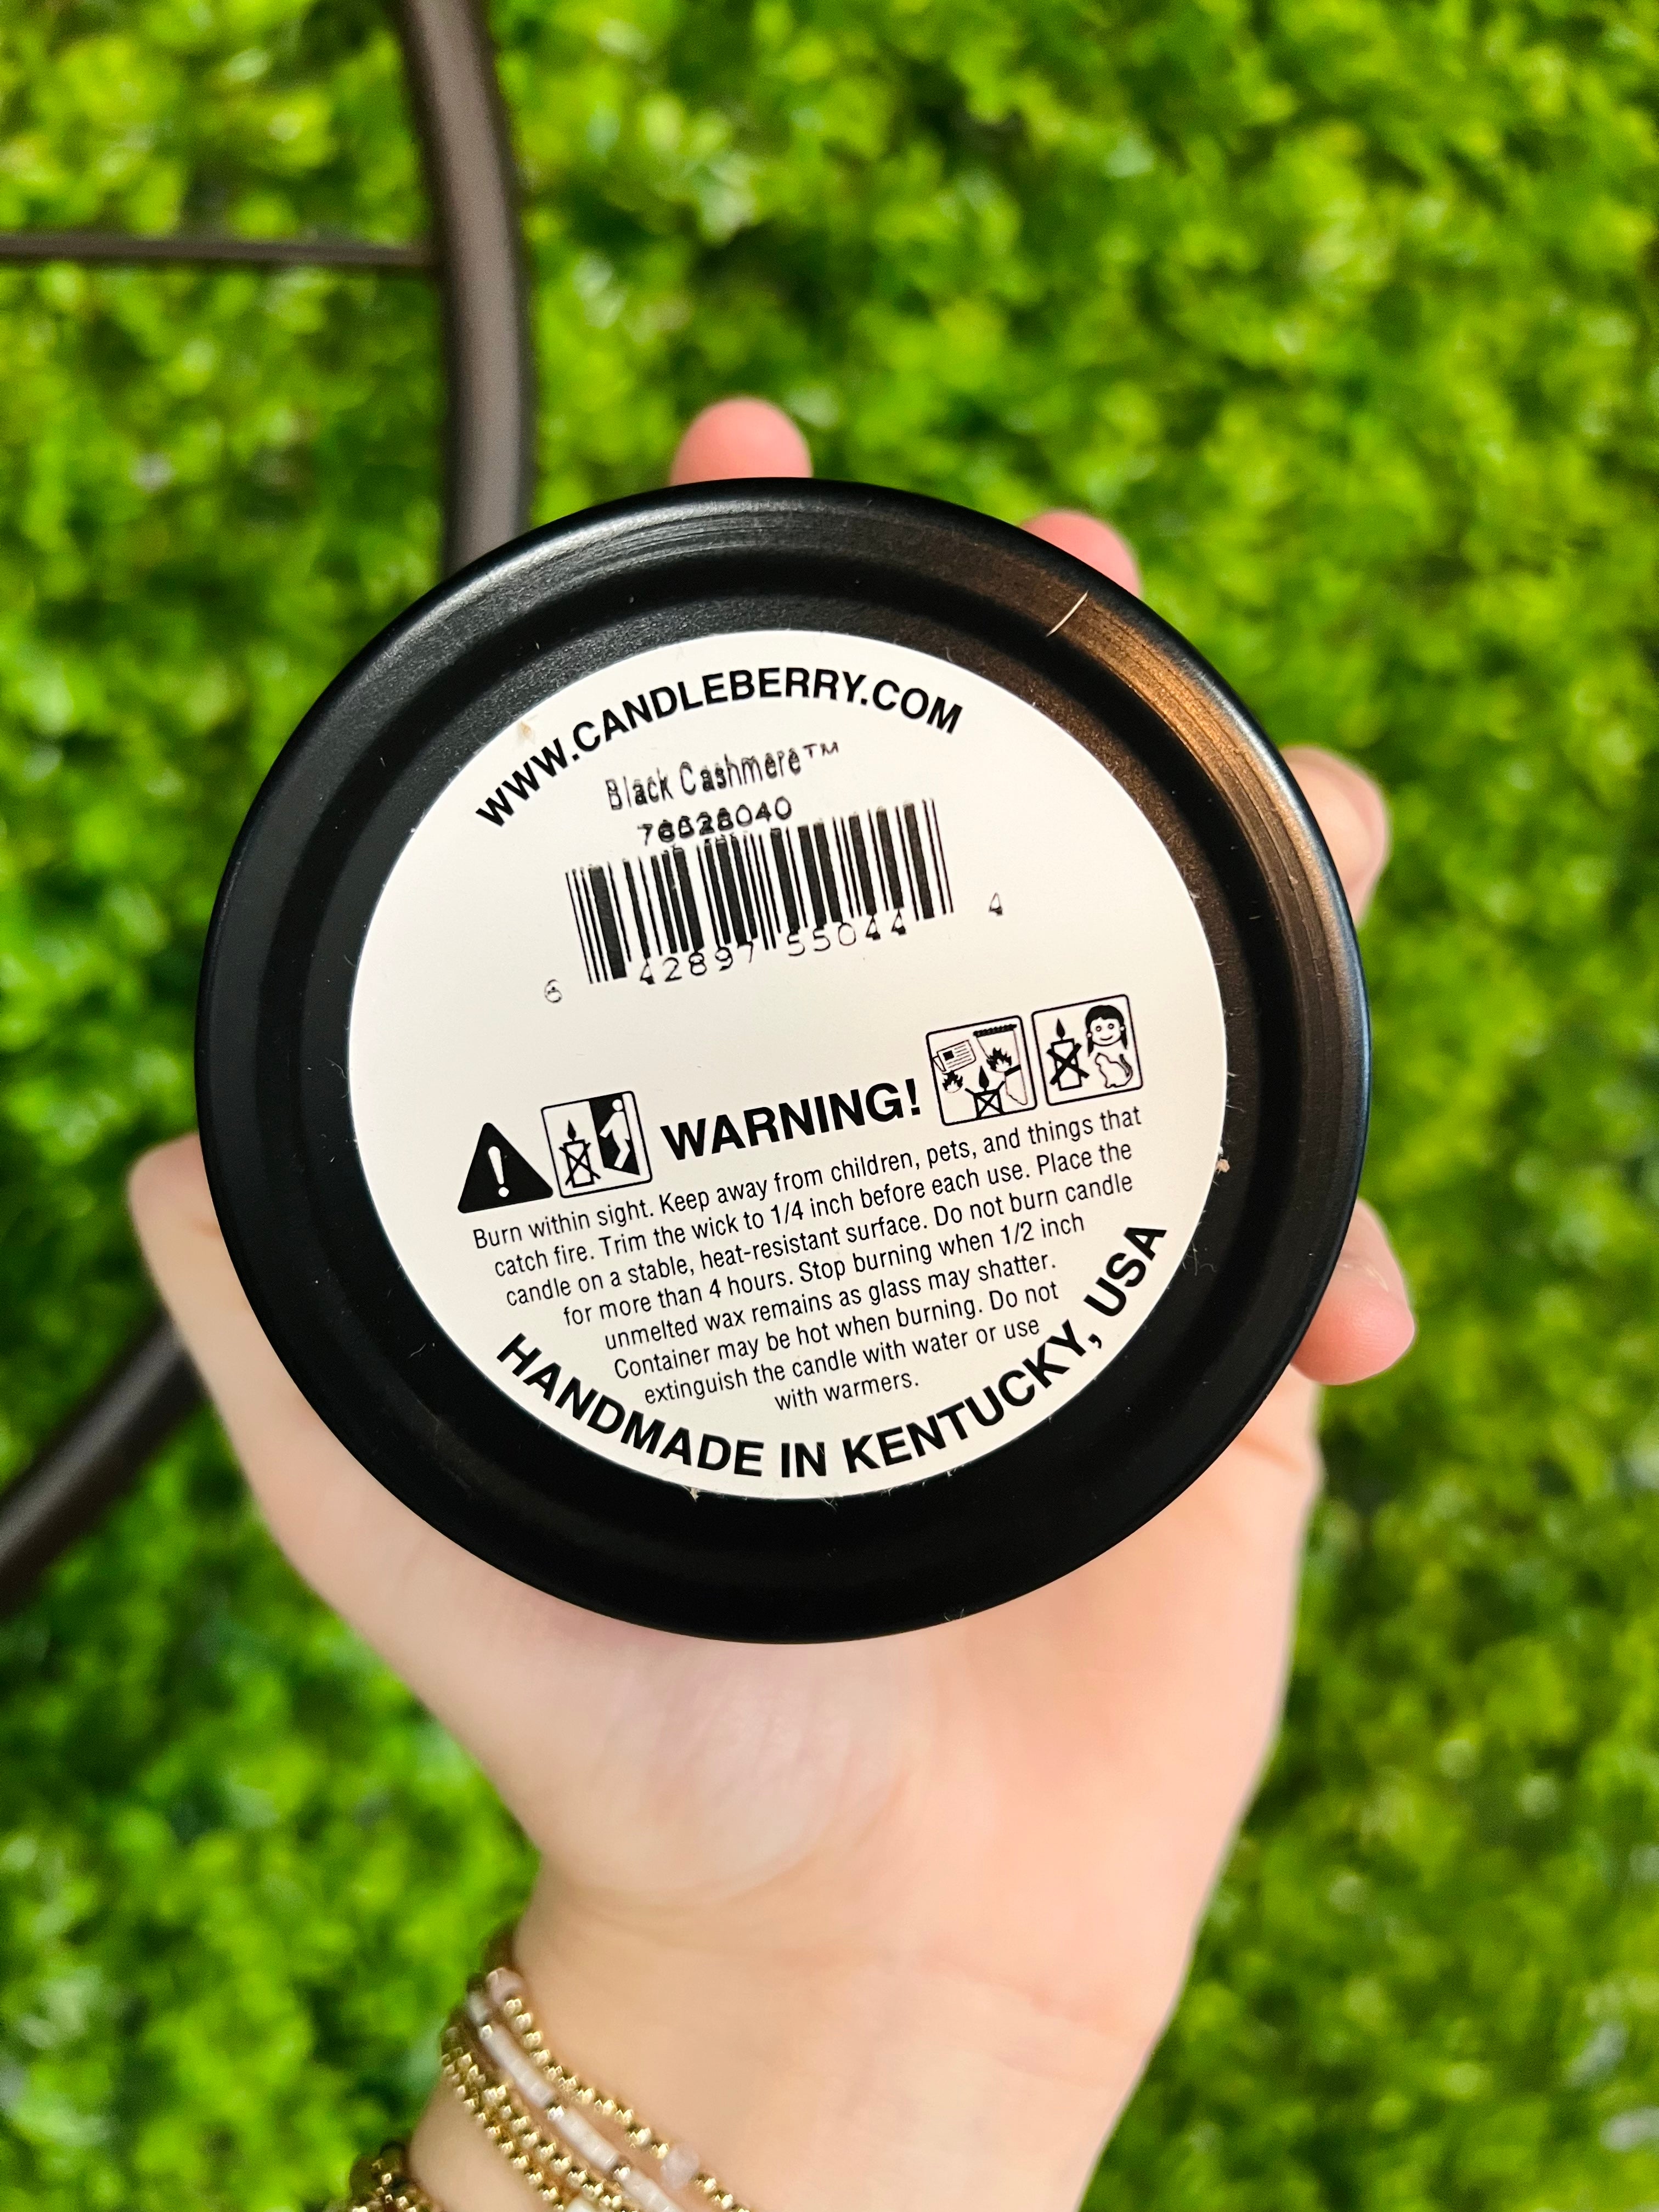 WWW.CANDLEBERRY.COM
Black Cashmere™
6 42897 55044 4
WARNING!
Burn within sight. Keep away from children, pets, and things that
catch fire. Trim the wick to 1/4 inch before each use. Place the
candle on a stable, heat-resistant surface. Do not burn candle
for more than 4 hours. Stop burning when 1/2 inch
unmelted wax remains as glass may shatter.
Container may be hot when burning. Do not
extinguish the candle with water or use
with warmers.
HANDMADE IN KENTUCKY, USA